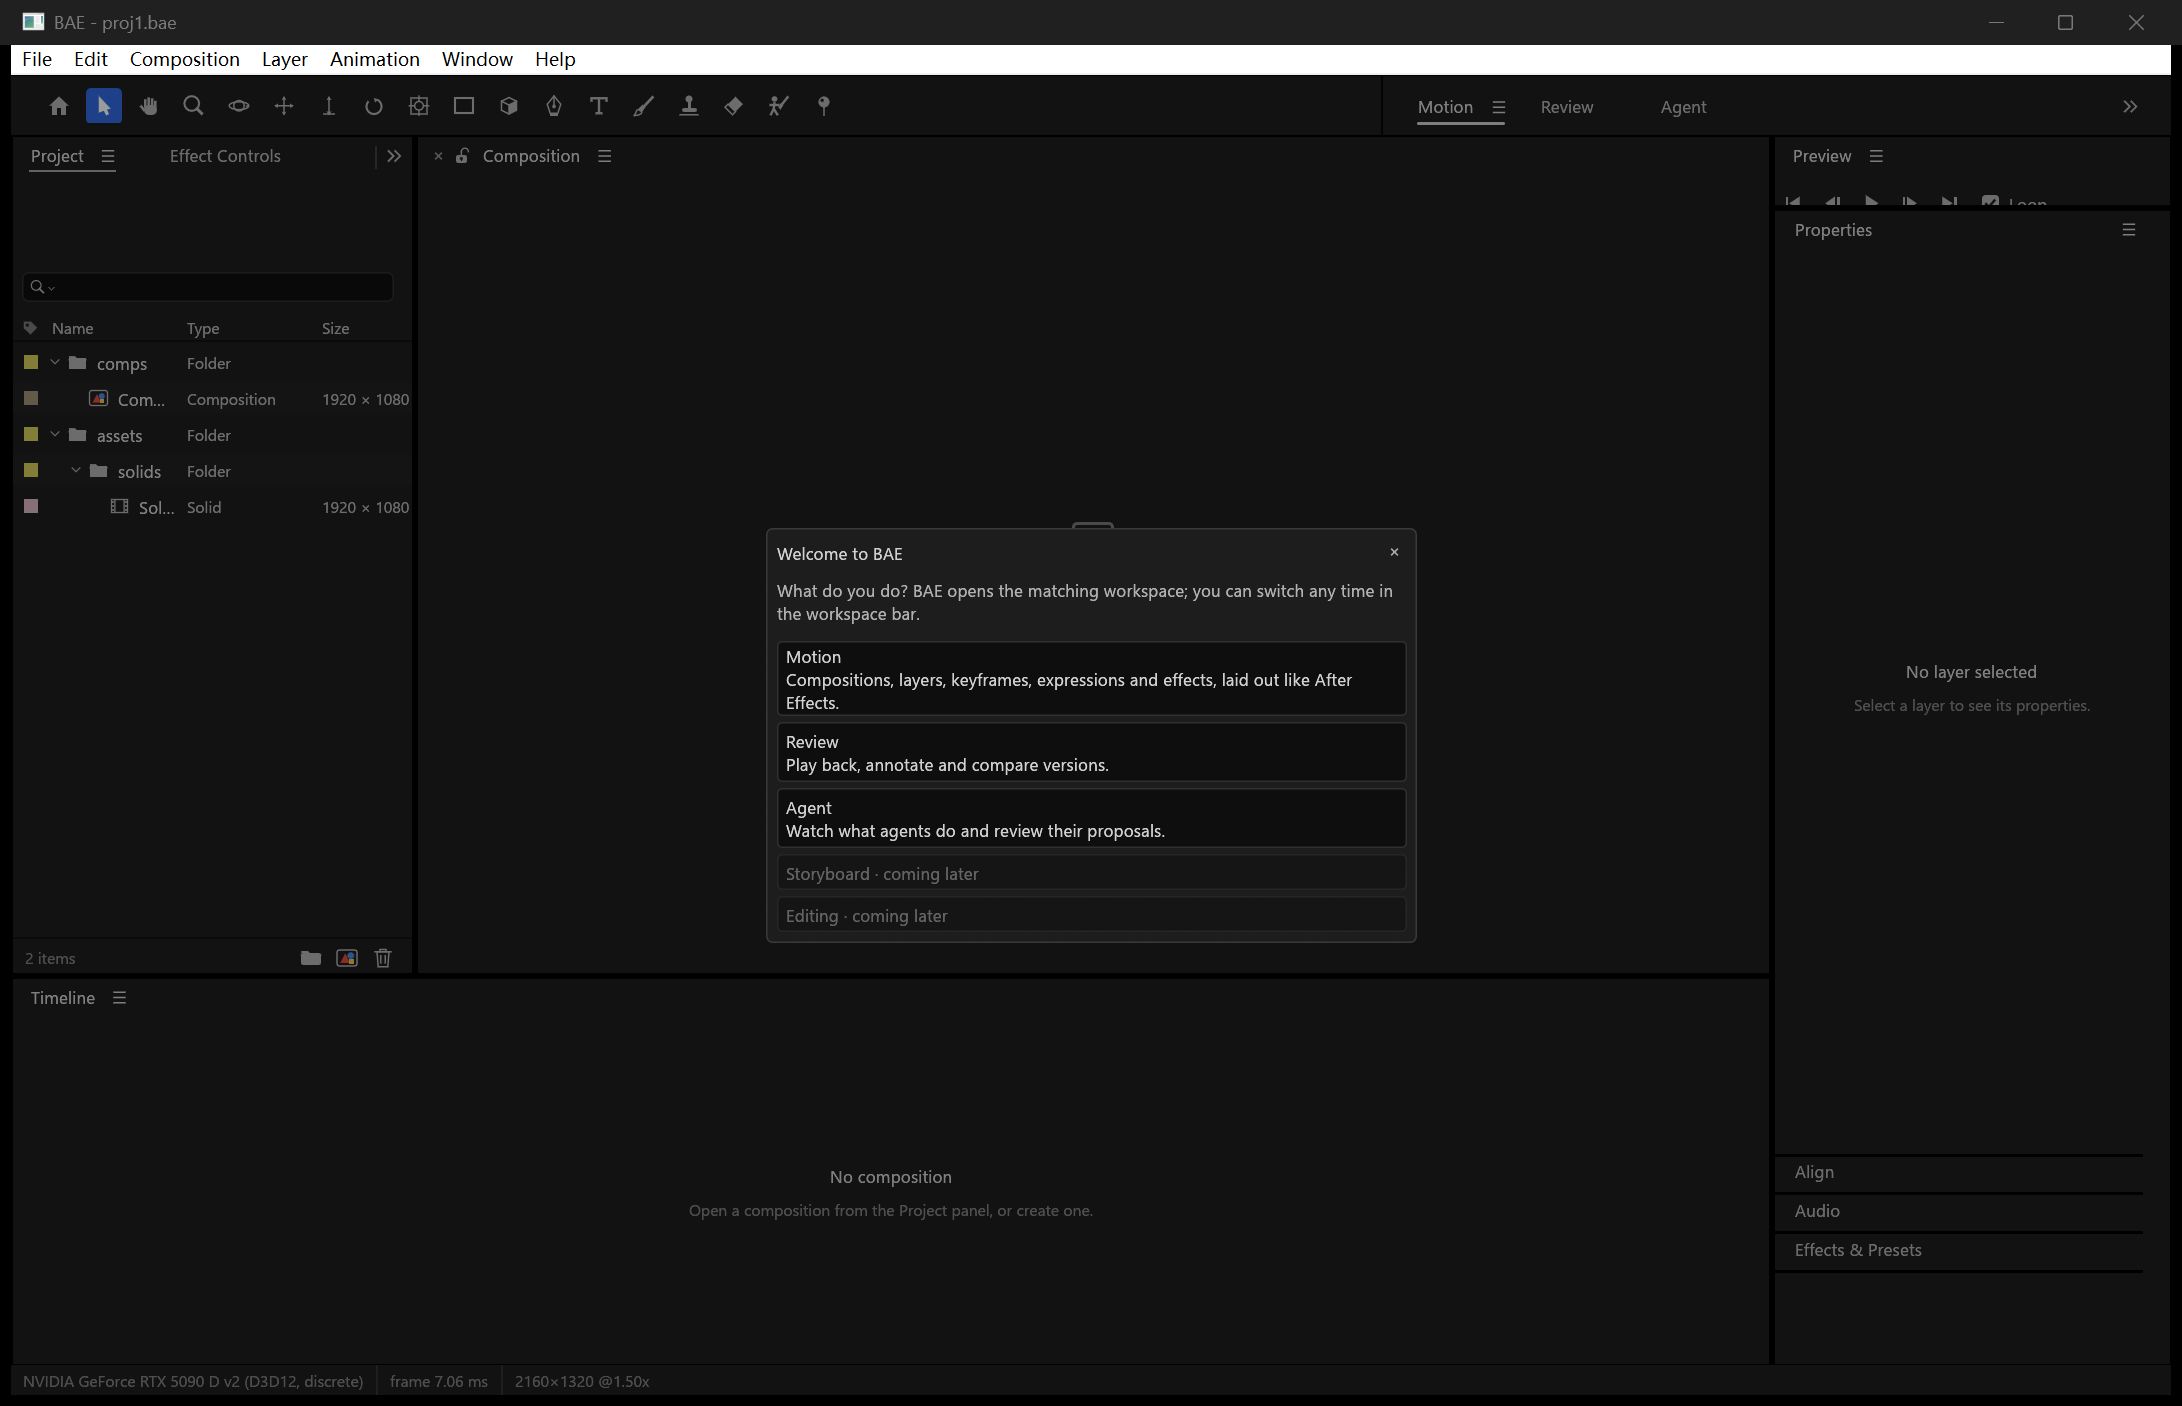 BAE - proj1.bae
File Edit Composition Layer Animation Window Help
Motion Review Agent
Project Effect Controls
Composition
Preview
Loop
Properties
Name Type Size
comps Folder
Com... Composition 1920 × 1080
assets Folder
solids Folder
Sol... Solid 1920 × 1080
Welcome to BAE
What do you do? BAE opens the matching workspace; you can switch any time in
the workspace bar.
Motion
Compositions, layers, keyframes, expressions and effects, laid out like After
Effects.
Review
Play back, annotate and compare versions.
Agent
Watch what agents do and review their proposals.
Storyboard · coming later
Editing · coming later
No layer selected
Select a layer to see its properties.
2 items
Timeline
No composition
Open a composition from the Project panel, or create one.
Align
Audio
Effects & Presets
NVIDIA GeForce RTX 5090 D v2 (D3D12, discrete) frame 7.06 ms 2160×1320 @1.50x